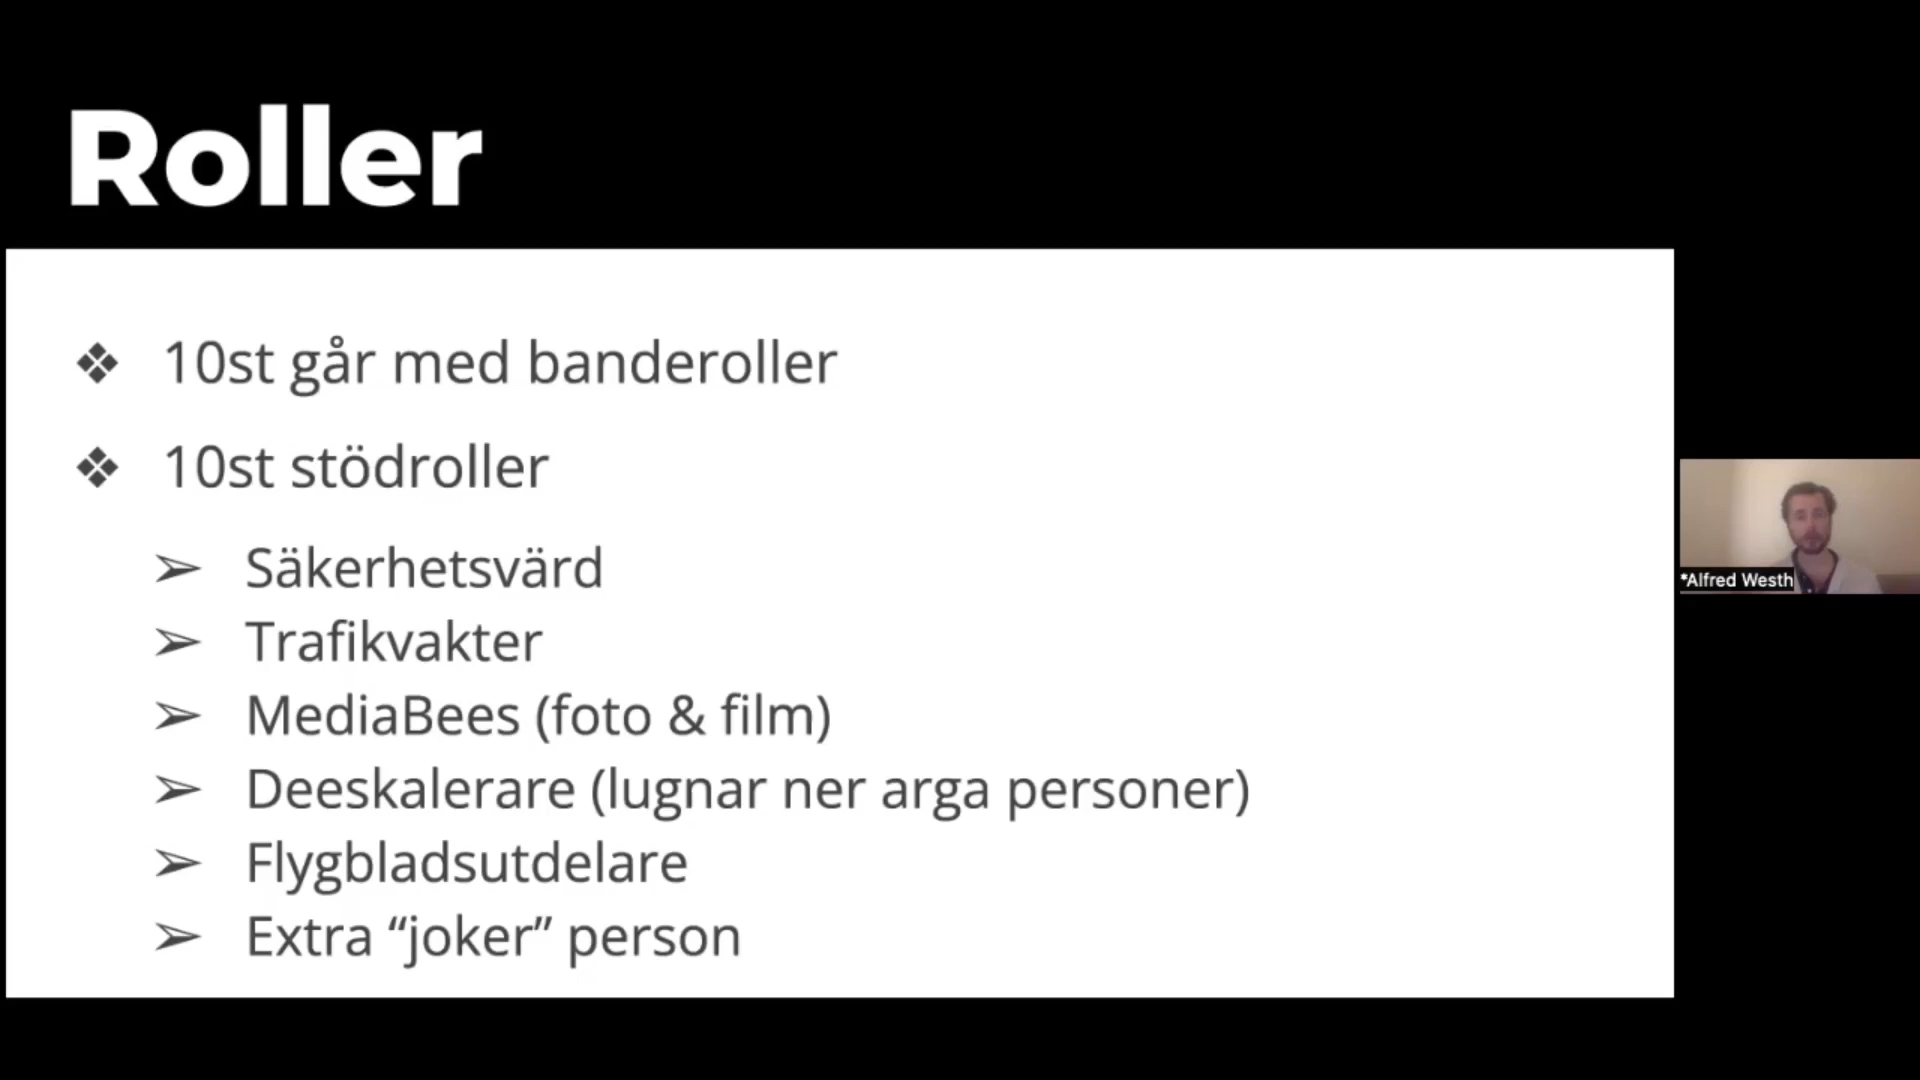 Roller
❖ 10st går med banderoller
❖ 10st stödroller
➢ Säkerhetsvärd
➢ Trafikvakter
➢ MediaBees (foto & film)
➢ Deeskalerare (lugnar ner arga personer)
➢ Flygbladsutdelare
➢ Extra “joker” person
*Alfred Westh